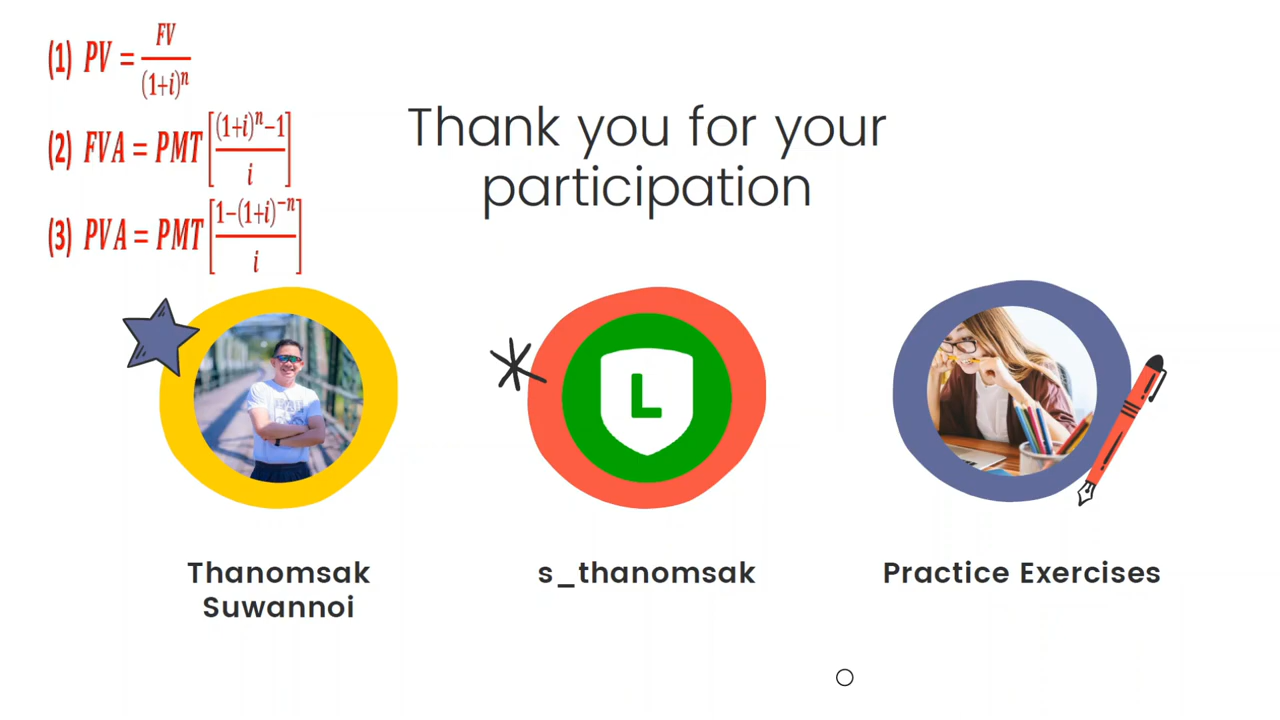 (1) PV = FV/(1+i)^n
(2) FVA = PMT[((1+i)^n−1)/i]
(3) PVA = PMT[(1−(1+i)^−n)/i]
Thank you for your
participation
L
Thanomsak
Suwannoi
s_thanomsak
Practice Exercises